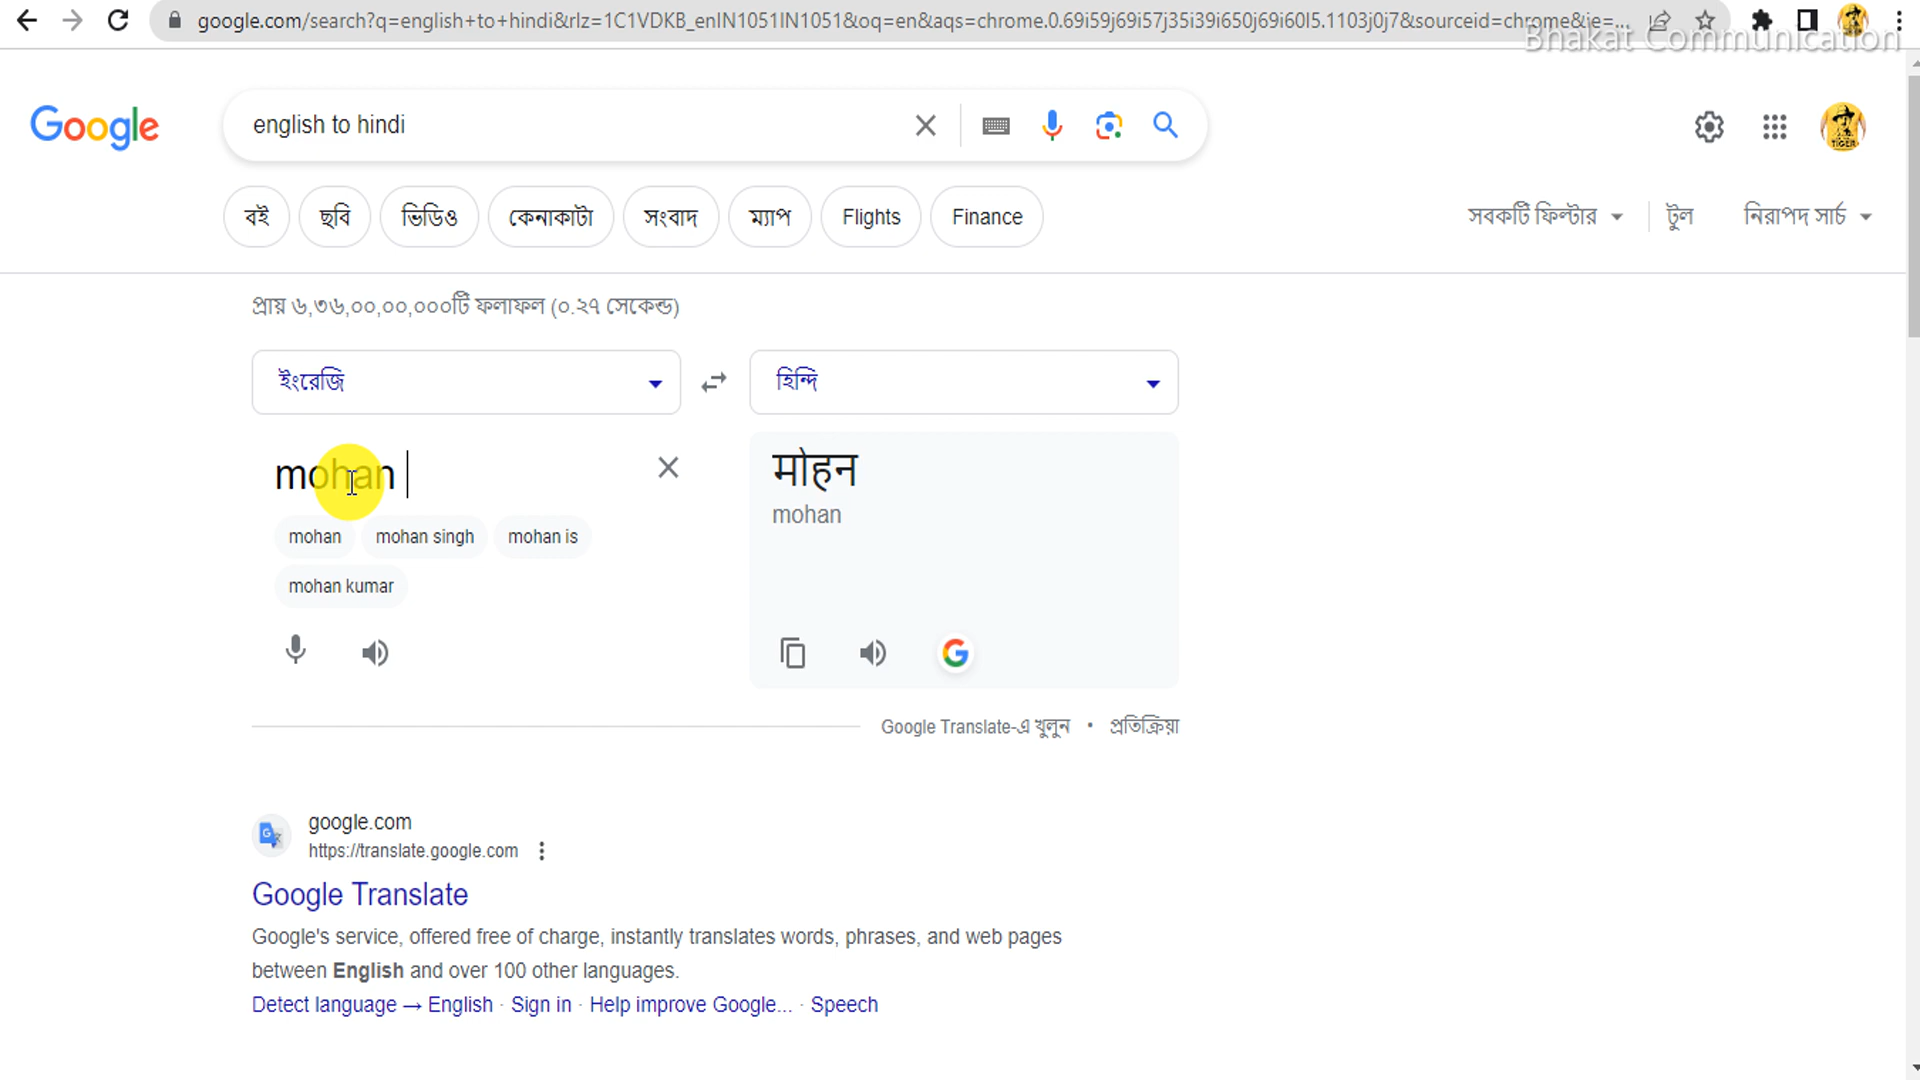 google.com/search?q=english+to+hindi&rlz=1C1VDKB_enIN1051IN1051&oq=en&aqs=chrome.0.69i59j69i57j35i39i650j69i60l5.1103j0j7&sourceid=chrome&ie=...
Bhakat Communication
Google
english to hindi
TIGER
বই
ছবি
ভিডিও
কেনাকাটা
সংবাদ
ম্যাপ
Flights
Finance
সবকটি ফিল্টার
টুল
নিরাপদ সার্চ
প্রায় ৬,৩৬,০০,০০,০০০টি ফলাফল (০.২৭ সেকেন্ড)
ইংরেজি
হিন্দি
mohan
मोहन
mohan
mohan mohan singh mohan is
mohan kumar
Google Translate-এ খুলুন • প্রতিক্রিয়া
google.com
https://translate.google.com
Google Translate
Google's service, offered free of charge, instantly translates words, phrases, and web pages
between English and over 100 other languages.
Detect language → English · Sign in · Help improve Google... · Speech